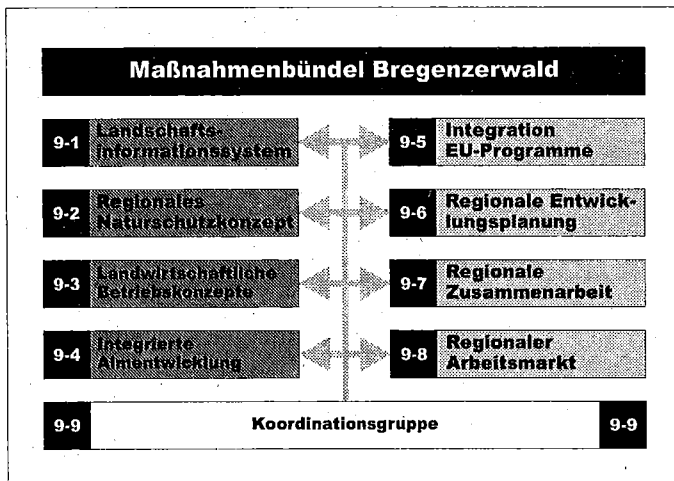 Maßnahmenbündel Bregenzerwald
9-1 Landschafts-
informationssystem
9-5 Integration
EU-Programme
9-2 Regionales
Naturschutzkonzept
9-6 Regionale Entwick-
lungsplanung
9-3 Landwirtschaftliche
Betriebskonzepte
9-7 Regionale
Zusammenarbeit
9-4 Integrierte
Almentwicklung
9-8 Regionaler
Arbeitsmarkt
9-9 Koordinationsgruppe 9-9